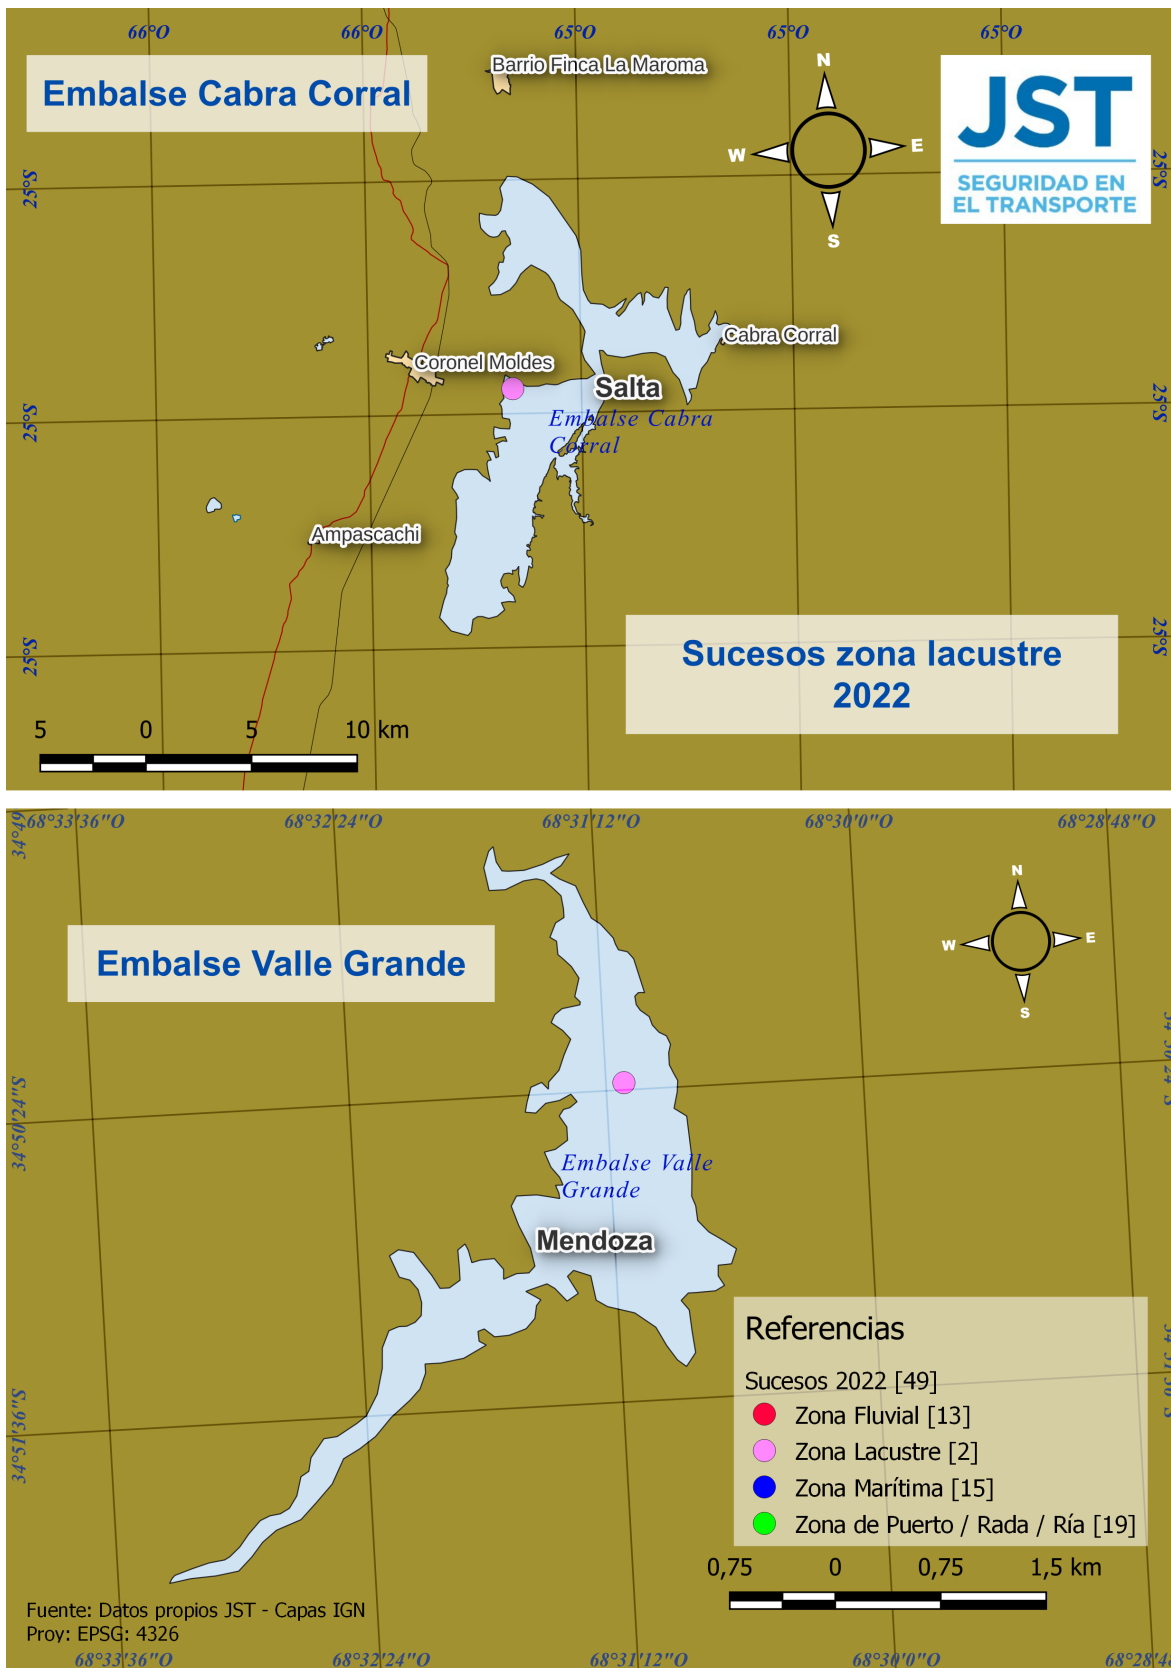 66°O 66°O 65°O 65°O 65°O
Barrio Finca La Maroma
Embalse Cabra Corral
N
W E
S
JST
SEGURIDAD EN
EL TRANSPORTE
25°S 25°S
Cabra Corral
Coronel Moldes
Salta
25°S 25°S
Embalse Cabra
Corral
Ampascachi
25°S 25°S
Sucesos zona lacustre
2022
5 0 5 10 km
34°49
68°33'36"O 68°32'24"O 68°31'12"O 68°30'0"O 68°28'48"O
N
W E
S
Embalse Valle Grande
34°50'24"S
Embalse Valle
Grande
Mendoza
34°51'36"S
Referencias
Sucesos 2022 [49]
Zona Fluvial [13]
Zona Lacustre [2]
Zona Marítima [15]
Zona de Puerto / Rada / Ría [19]
0,75 0 0,75 1,5 km
Fuente: Datos propios JST - Capas IGN
Proy: EPSG: 4326
68°33'36"O 68°32'24"O 68°31'12"O 68°30'0"O 68°28'4